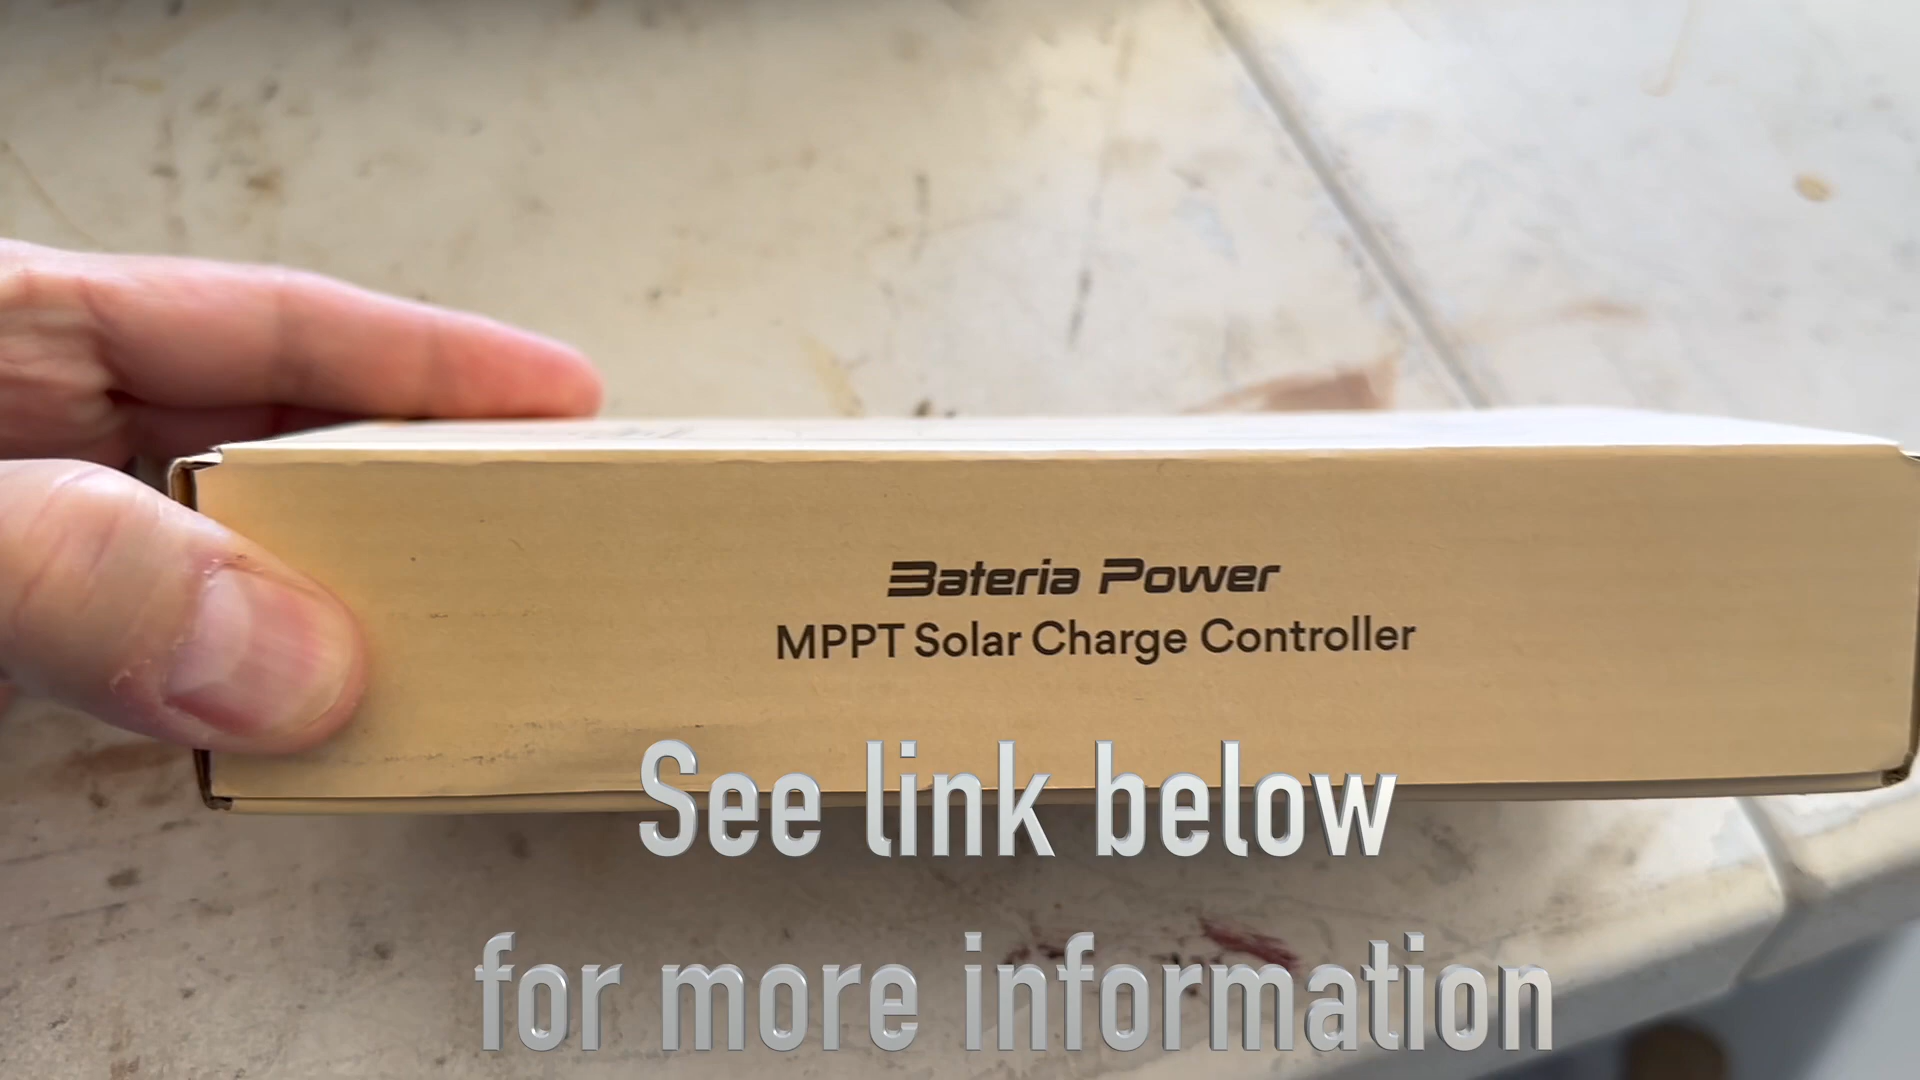 Bateria Power
MPPT Solar Charge Controller
See link below
for more information